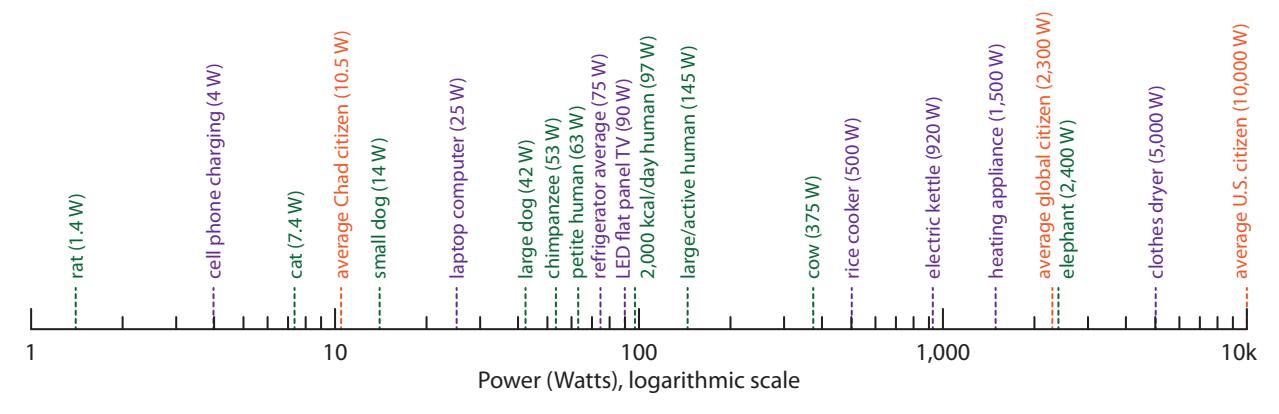 rat (1.4 W)
cell phone charging (4 W)
cat (7.4 W)
average Chad citizen (10.5 W)
small dog (14 W)
laptop computer (25 W)
large dog (42 W)
chimpanzee (53 W)
petite human (63 W)
refrigerator average (75 W)
LED flat panel TV (90 W)
2,000 kcal/day human (97 W)
large/active human (145 W)
cow (375 W)
rice cooker (500 W)
electric kettle (920 W)
heating appliance (1,500 W)
average global citizen (2,300 W)
elephant (2,400 W)
clothes dryer (5,000 W)
average U.S. citizen (10,000 W)
1 10 100 1,000 10k
Power (Watts), logarithmic scale